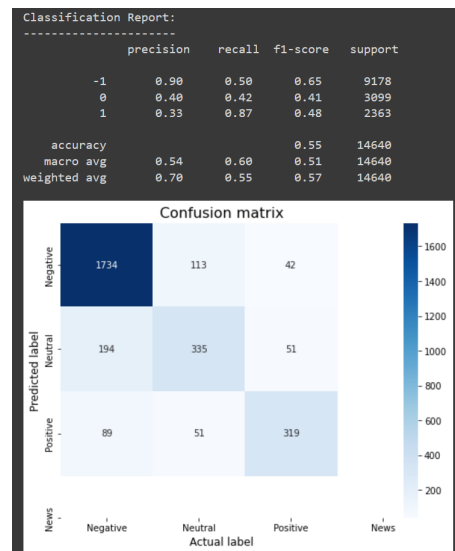 Classification Report:
----------------------
precision recall f1-score support
-1 0.90 0.50 0.65 9178
0 0.40 0.42 0.41 3099
1 0.33 0.87 0.48 2363
accuracy 0.55 14640
macro avg 0.54 0.60 0.51 14640
weighted avg 0.70 0.55 0.57 14640
Confusion matrix
Predicted label
Negative 1734 113 42
Neutral 194 335 51
Positive 89 51 319
News
Negative Neutral Positive News
Actual label
1600
1400
1200
1000
800
600
400
200